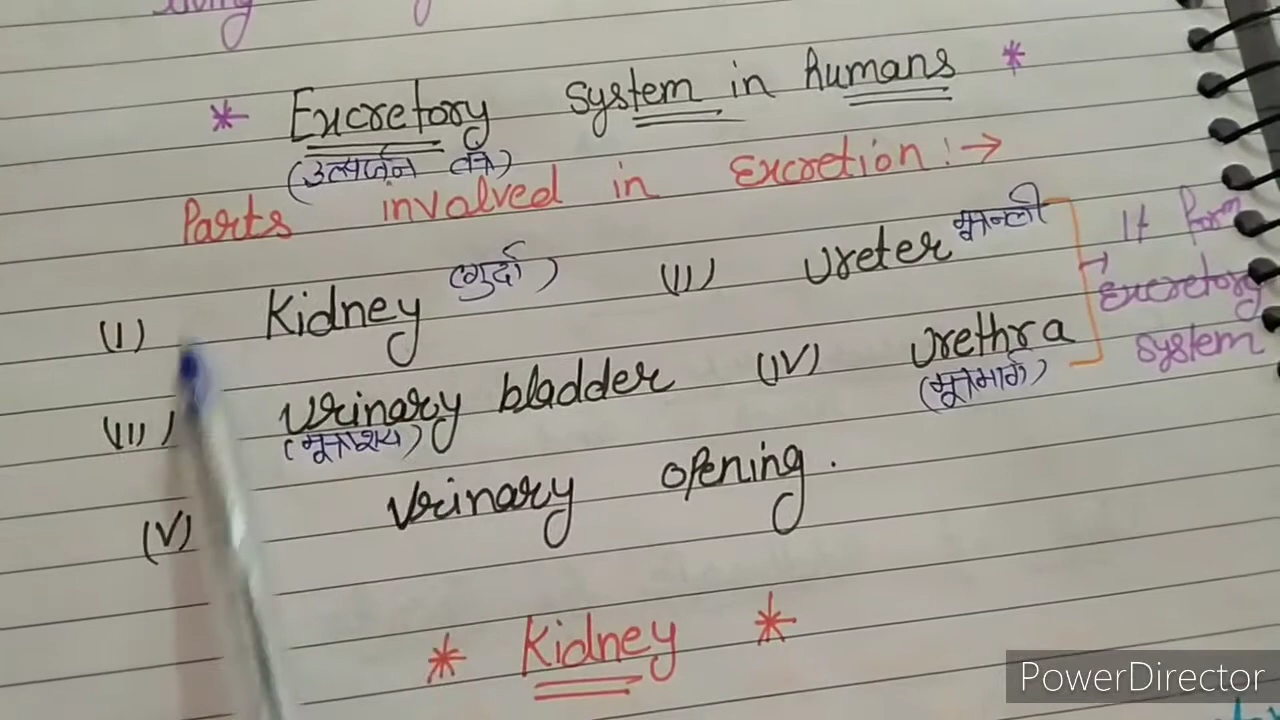 * Excretory system in humans *
(उत्सर्जन तंत्र)
Parts involved in Excretion :→
(I) Kidney (गुर्दा) (II) Ureter मूत्रनली
(III) Urinary bladder (IV) Urethra
(मूत्राशय) (मूत्रमार्ग)
(V) Urinary opening.
→ It form
Excretory
system
* Kidney *
PowerDirector